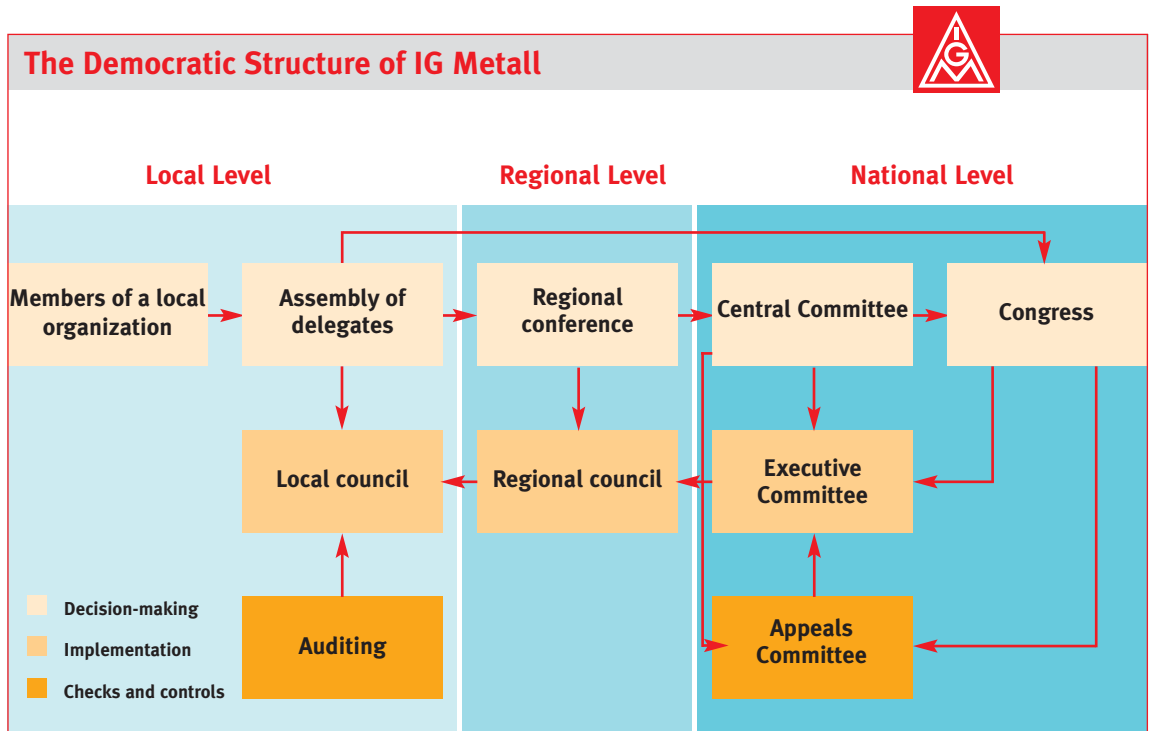 The Democratic Structure of IG Metall
IG
M
Local Level
Regional Level
National Level
Members of a local
organization
Assembly of
delegates
Regional
conference
Central Committee
Congress
Local council
Regional council
Executive
Committee
Auditing
Appeals
Committee
Decision-making
Implementation
Checks and controls